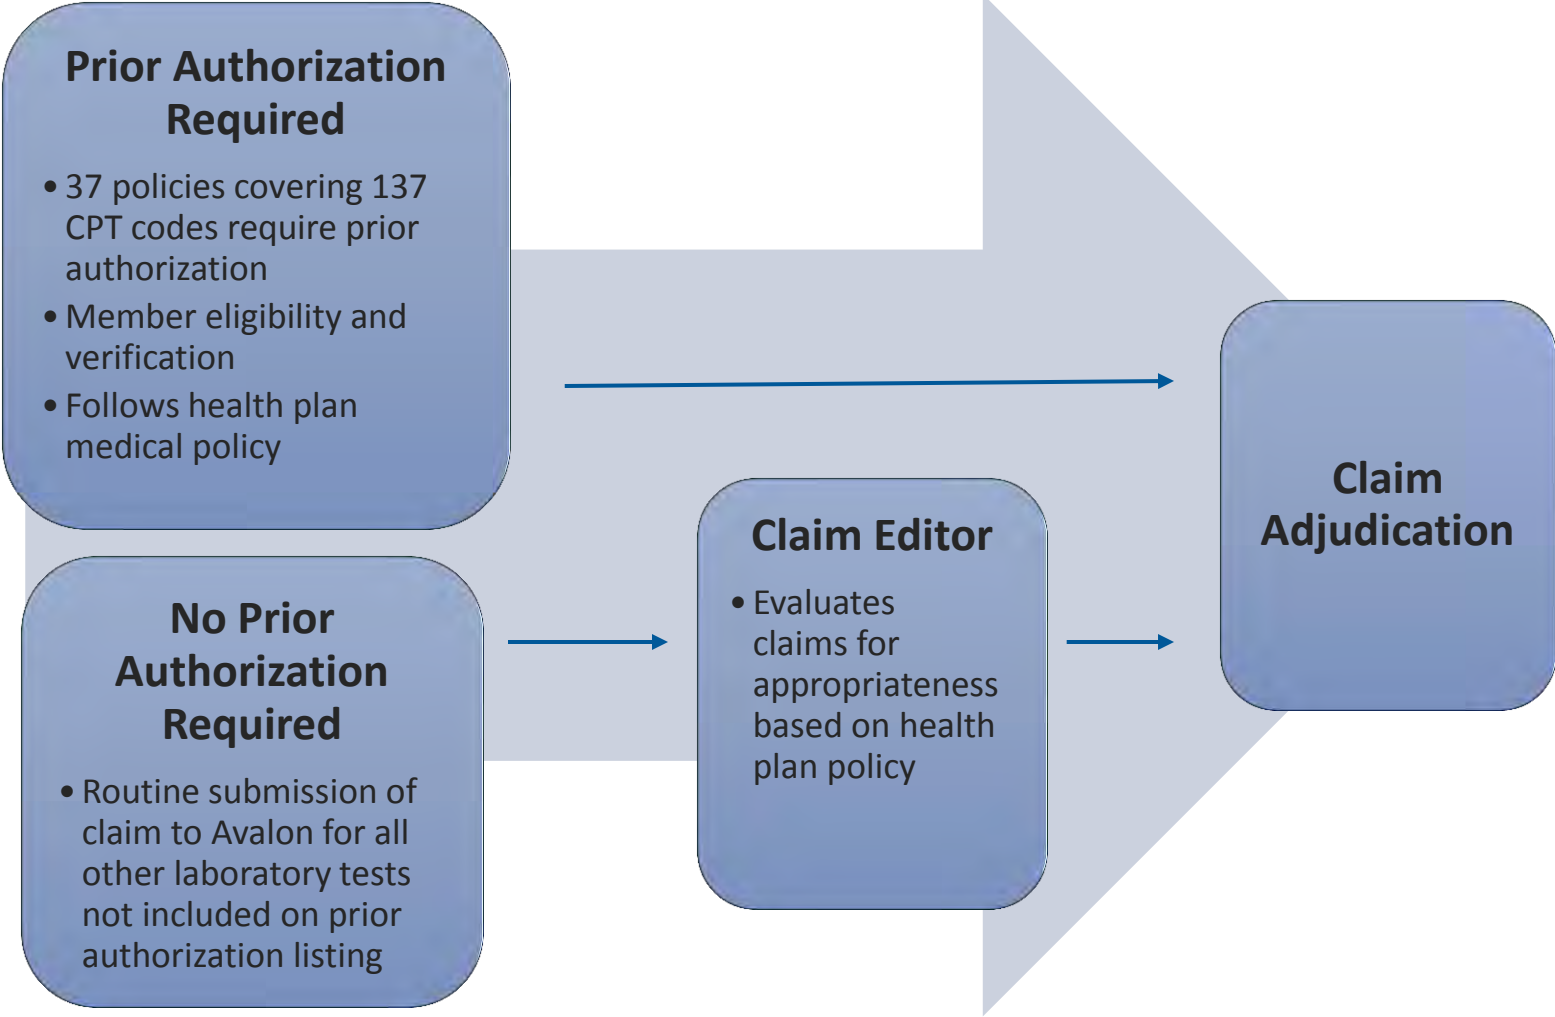 Prior Authorization
Required
• 37 policies covering 137
CPT codes require prior
authorization
• Member eligibility and
verification
• Follows health plan
medical policy
No Prior
Authorization
Required
• Routine submission of
claim to Avalon for all
other laboratory tests
not included on prior
authorization listing
Claim Editor
• Evaluates
claims for
appropriateness
based on health
plan policy
Claim
Adjudication